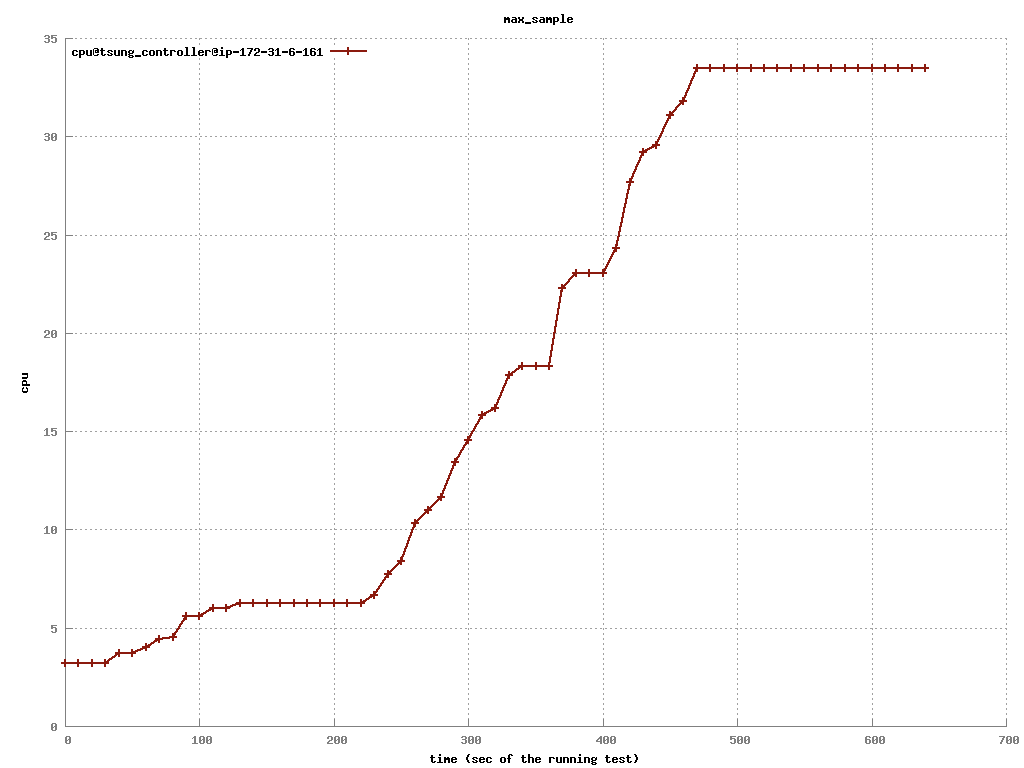 max_sample
35
cpu@tsung_controller@ip-172-31-6-161
30
25
20
cpu
15
10
5
0
0 100 200 300 400 500 600 700
time (sec of the running test)